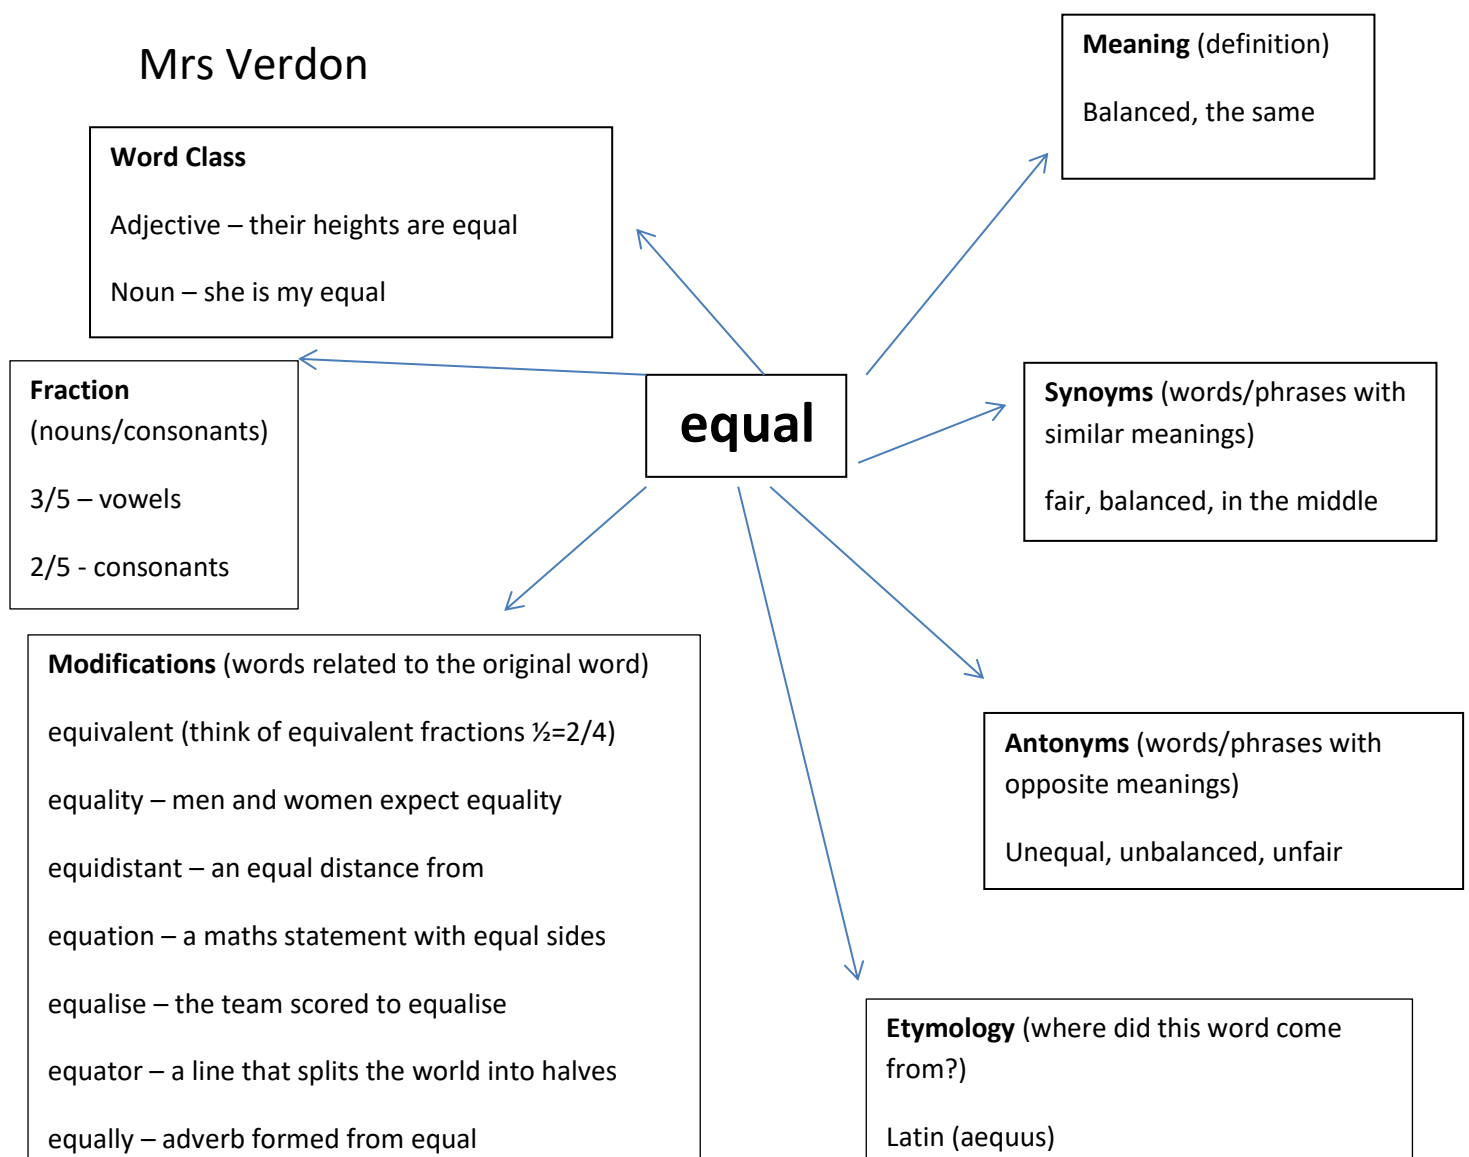 Mrs Verdon
Meaning (definition)
Balanced, the same
Word Class
Adjective – their heights are equal
Noun – she is my equal
Fraction
(nouns/consonants)
3/5 – vowels
2/5 - consonants
equal
Synoyms (words/phrases with
similar meanings)
fair, balanced, in the middle
Modifications (words related to the original word)
equivalent (think of equivalent fractions ½=2/4)
equality – men and women expect equality
equidistant – an equal distance from
equation – a maths statement with equal sides
equalise – the team scored to equalise
equator – a line that splits the world into halves
equally – adverb formed from equal
Antonyms (words/phrases with
opposite meanings)
Unequal, unbalanced, unfair
Etymology (where did this word come
from?)
Latin (aequus)